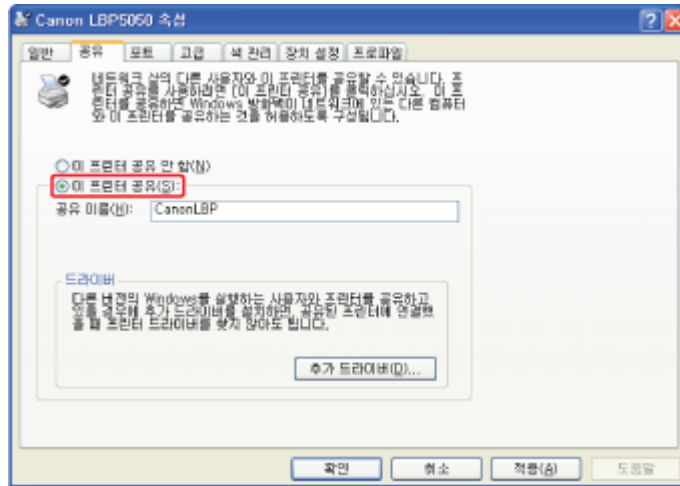 Canon LBP5050 속성
일반 공유 포트 고급 색 관리 장치 설정 프로파일
네트워크 상의 다른 사용자와 이 프린터를 공유할 수 있습니다. 프
린터 공유를 사용하려면 [이 프린터 공유]를 클릭하십시오. 이 프
린터를 공유하면 Windows 방화벽이 네트워크에 있는 다른 컴퓨터
와 이 프린터를 공유하는 것을 허용하도록 구성됩니다.
이 프린터 공유 안 함(N)
이 프린터 공유(S):
공유 이름(H): CanonLBP
드라이버
다른 버전의 Windows를 실행하는 사용자와 프린터를 공유하고
있을 경우에 추가 드라이버를 설치하면, 공유된 프린터에 연결했
을 때 프린터 드라이버를 찾지 않아도 됩니다.
추가 드라이버(D)...
확인 취소 적용(A) 도움말